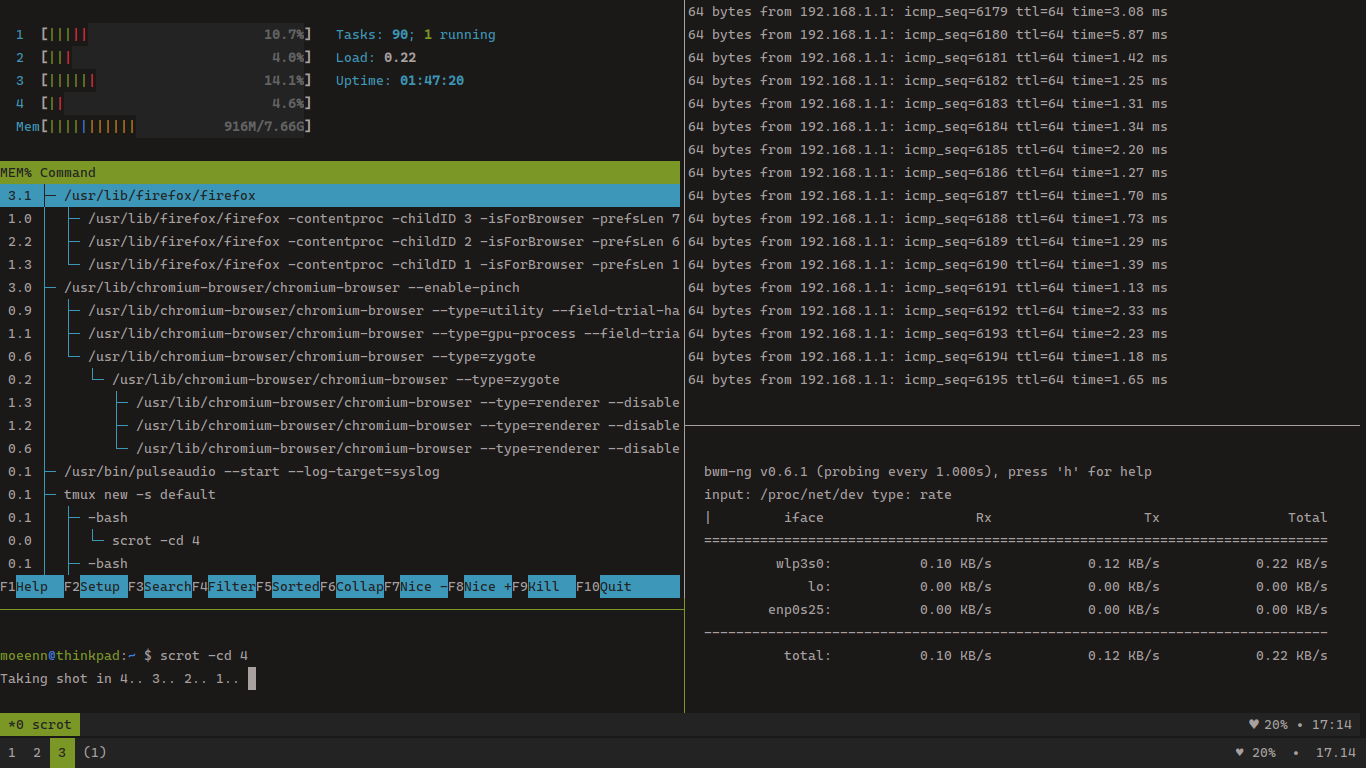 1 [||||| 10.7%] Tasks: 90; 1 running
2 [||| 4.0%] Load: 0.22
3 [|||||| 14.1%] Uptime: 01:47:20
4 [|| 4.6%]
Mem[||||||||||| 916M/7.66G]
MEM% Command
3.1 ├─ /usr/lib/firefox/firefox
1.0 │ ├─ /usr/lib/firefox/firefox -contentproc -childID 3 -isForBrowser -prefsLen 7
2.2 │ ├─ /usr/lib/firefox/firefox -contentproc -childID 2 -isForBrowser -prefsLen 6
1.3 │ └─ /usr/lib/firefox/firefox -contentproc -childID 1 -isForBrowser -prefsLen 1
3.0 ├─ /usr/lib/chromium-browser/chromium-browser --enable-pinch
0.9 │ ├─ /usr/lib/chromium-browser/chromium-browser --type=utility --field-trial-ha
1.1 │ ├─ /usr/lib/chromium-browser/chromium-browser --type=gpu-process --field-tria
0.6 │ └─ /usr/lib/chromium-browser/chromium-browser --type=zygote
0.2 │ └─ /usr/lib/chromium-browser/chromium-browser --type=zygote
1.3 │ ├─ /usr/lib/chromium-browser/chromium-browser --type=renderer --disable
1.2 │ ├─ /usr/lib/chromium-browser/chromium-browser --type=renderer --disable
0.6 │ └─ /usr/lib/chromium-browser/chromium-browser --type=renderer --disable
0.1 ├─ /usr/bin/pulseaudio --start --log-target=syslog
0.1 ├─ tmux new -s default
0.1 │ ├─ -bash
0.0 │ │ └─ scrot -cd 4
0.1 │ ├─ -bash
F1Help F2Setup F3SearchF4FilterF5SortedF6CollapF7Nice -F8Nice +F9Kill F10Quit
moeenn@thinkpad:~ $ scrot -cd 4
Taking shot in 4.. 3.. 2.. 1..
64 bytes from 192.168.1.1: icmp_seq=6179 ttl=64 time=3.08 ms
64 bytes from 192.168.1.1: icmp_seq=6180 ttl=64 time=5.87 ms
64 bytes from 192.168.1.1: icmp_seq=6181 ttl=64 time=1.42 ms
64 bytes from 192.168.1.1: icmp_seq=6182 ttl=64 time=1.25 ms
64 bytes from 192.168.1.1: icmp_seq=6183 ttl=64 time=1.31 ms
64 bytes from 192.168.1.1: icmp_seq=6184 ttl=64 time=1.34 ms
64 bytes from 192.168.1.1: icmp_seq=6185 ttl=64 time=2.20 ms
64 bytes from 192.168.1.1: icmp_seq=6186 ttl=64 time=1.27 ms
64 bytes from 192.168.1.1: icmp_seq=6187 ttl=64 time=1.70 ms
64 bytes from 192.168.1.1: icmp_seq=6188 ttl=64 time=1.73 ms
64 bytes from 192.168.1.1: icmp_seq=6189 ttl=64 time=1.29 ms
64 bytes from 192.168.1.1: icmp_seq=6190 ttl=64 time=1.39 ms
64 bytes from 192.168.1.1: icmp_seq=6191 ttl=64 time=1.13 ms
64 bytes from 192.168.1.1: icmp_seq=6192 ttl=64 time=2.33 ms
64 bytes from 192.168.1.1: icmp_seq=6193 ttl=64 time=2.23 ms
64 bytes from 192.168.1.1: icmp_seq=6194 ttl=64 time=1.18 ms
64 bytes from 192.168.1.1: icmp_seq=6195 ttl=64 time=1.65 ms
bwm-ng v0.6.1 (probing every 1.000s), press 'h' for help
input: /proc/net/dev type: rate
| iface Rx Tx Total
==============================================================================
wlp3s0: 0.10 KB/s 0.12 KB/s 0.22 KB/s
lo: 0.00 KB/s 0.00 KB/s 0.00 KB/s
enp0s25: 0.00 KB/s 0.00 KB/s 0.00 KB/s
------------------------------------------------------------------------------
total: 0.10 KB/s 0.12 KB/s 0.22 KB/s
*0 scrot ♥ 20% • 17:14
1 2 3 (1) ♥ 20% • 17.14